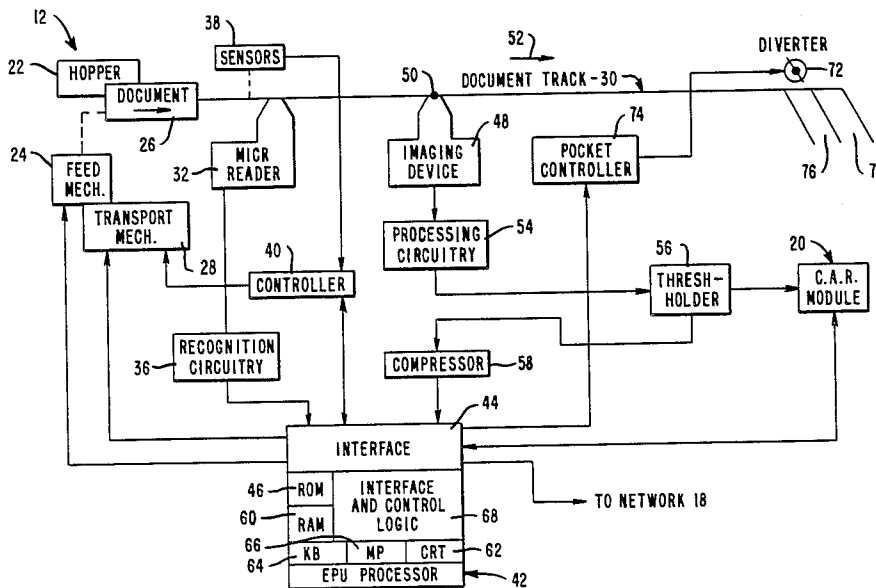 12
22
HOPPER
DOCUMENT
26
24
FEED
MECH.
TRANSPORT
MECH.
28
38
SENSORS
32
MICR
READER
40
CONTROLLER
36
RECOGNITION
CIRCUITRY
50
52
DOCUMENT TRACK-30
DIVERTER
72
48
IMAGING
DEVICE
74
POCKET
CONTROLLER
76
7
PROCESSING
CIRCUITRY
54
56
THRESH-
HOLDER
20
C.A.R.
MODULE
COMPRESSOR
58
44
INTERFACE
46
ROM
60
RAM
INTERFACE
AND CONTROL
LOGIC
68
66
64
KB
MP
CRT
62
EPU PROCESSOR
42
TO NETWORK 18